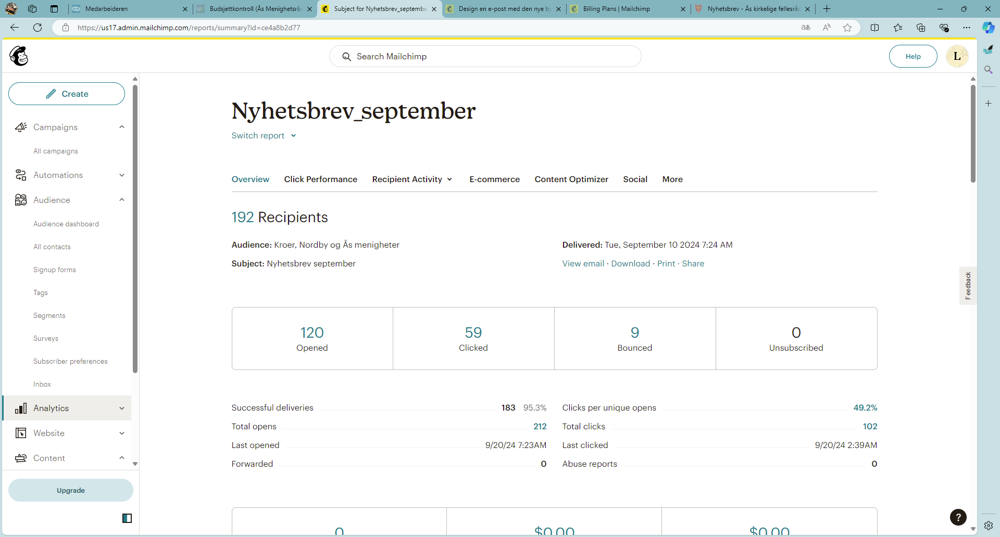 Medarbeideren
Budsjettkontroll (Ås Menighetsråd
Subject for Nyhetsbrev_septembe
Design en e-post med den nye by
Billing Plans | Mailchimp
Nyhetsbrev - Ås kirkelige fellesråd
https://us17.admin.mailchimp.com/reports/summary?id=ce4a8b2d77
Search Mailchimp
Help
L
Create
Campaigns
All campaigns
Automations
Audience
Audience dashboard
All contacts
Signup forms
Tags
Segments
Surveys
Subscriber preferences
Inbox
Analytics
Website
Content
Upgrade
Nyhetsbrev_september
Switch report
Overview Click Performance Recipient Activity E-commerce Content Optimizer Social More
192 Recipients
Audience: Kroer, Nordby og Ås menigheter
Delivered: Tue, September 10 2024 7:24 AM
Subject: Nyhetsbrev september
View email · Download · Print · Share
Feedback
120
Opened
59
Clicked
9
Bounced
0
Unsubscribed
Successful deliveries 183 95.3%
Clicks per unique opens 49.2%
Total opens 212
Total clicks 102
Last opened 9/20/24 7:23AM
Last clicked 9/20/24 2:39AM
Forwarded 0
Abuse reports 0
0
$0.00
$0.00
?